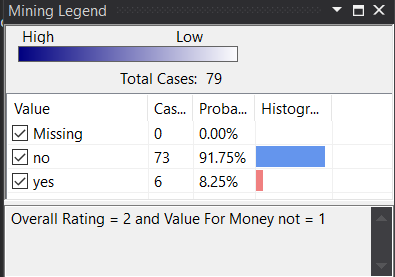 Mining Legend
High Low
Total Cases: 79
Value Cas... Proba... Histogr...
Missing 0 0.00%
no 73 91.75%
yes 6 8.25%
Overall Rating = 2 and Value For Money not = 1